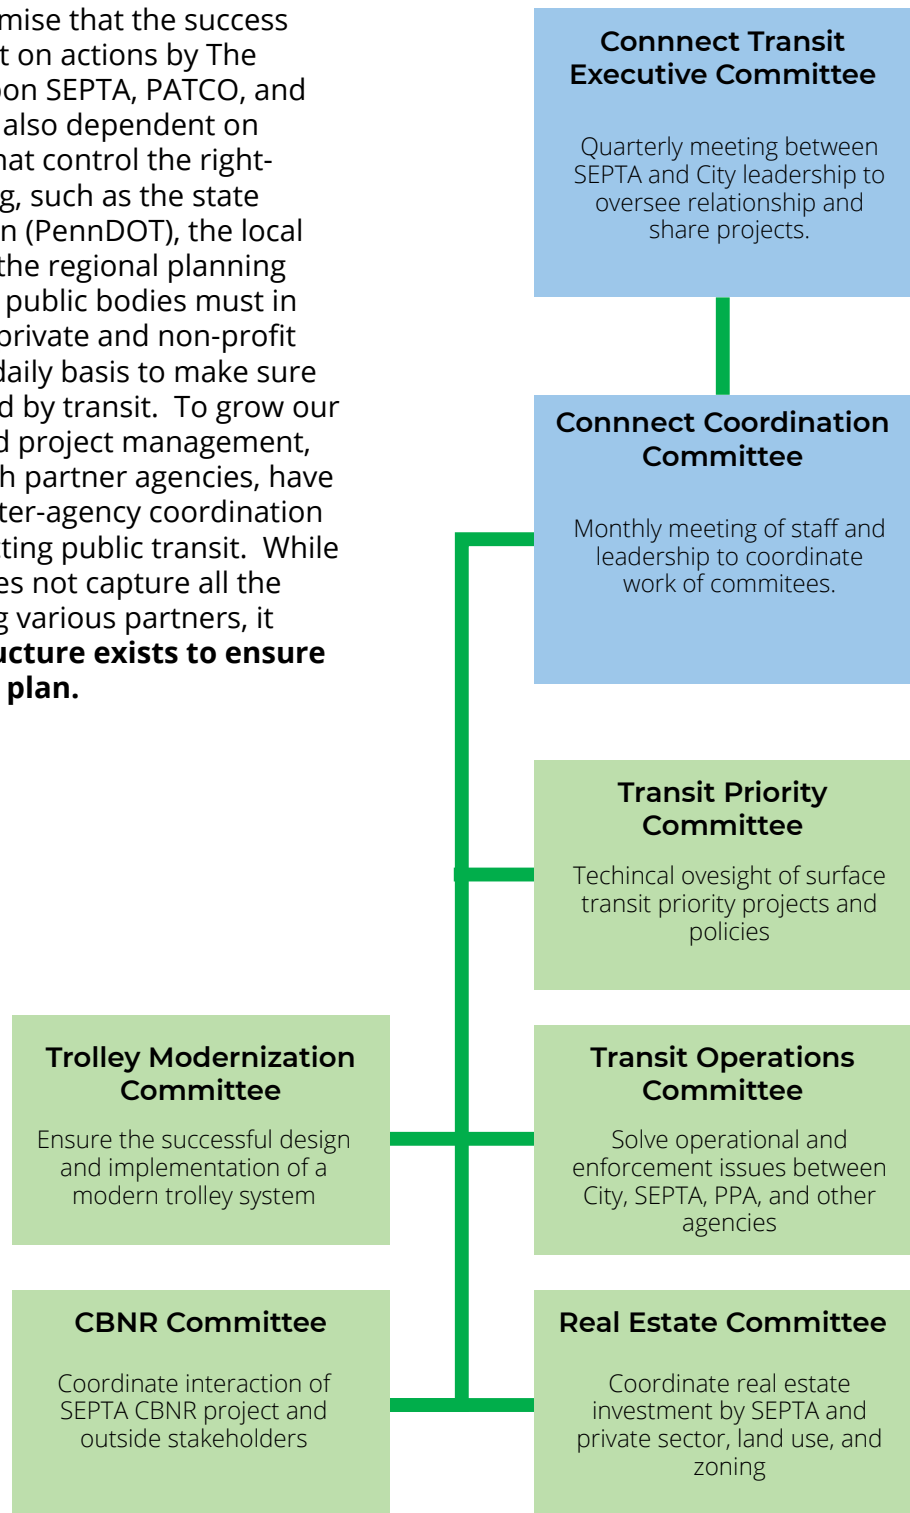 mise that the success
t on actions by The
oon SEPTA, PATCO, and
also dependent on
hat control the right-
g, such as the state
n (PennDOT), the local
the regional planning
public bodies must in
private and non-profit
daily basis to make sure
d by transit.  To grow our
d project management,
h partner agencies, have
ter-agency coordination
cting public transit.  While
es not capture all the
g various partners, it
ucture exists to ensure
plan.
Connnect Transit
Executive Committee
Quarterly meeting between
SEPTA and City leadership to
oversee relationship and
share projects.
Connnect Coordination
Committee
Monthly meeting of staff and
leadership to coordinate
work of commitees.
Transit Priority
Committee
Techincal ovesight of surface
transit priority projects and
policies
Trolley Modernization
Committee
Ensure the successful design
and implementation of a
modern trolley system
Transit Operations
Committee
Solve operational and
enforcement issues between
City, SEPTA, PPA, and other
agencies
CBNR Committee
Coordinate interaction of
SEPTA CBNR project and
outside stakeholders
Real Estate Committee
Coordinate real estate
investment by SEPTA and
private sector, land use, and
zoning